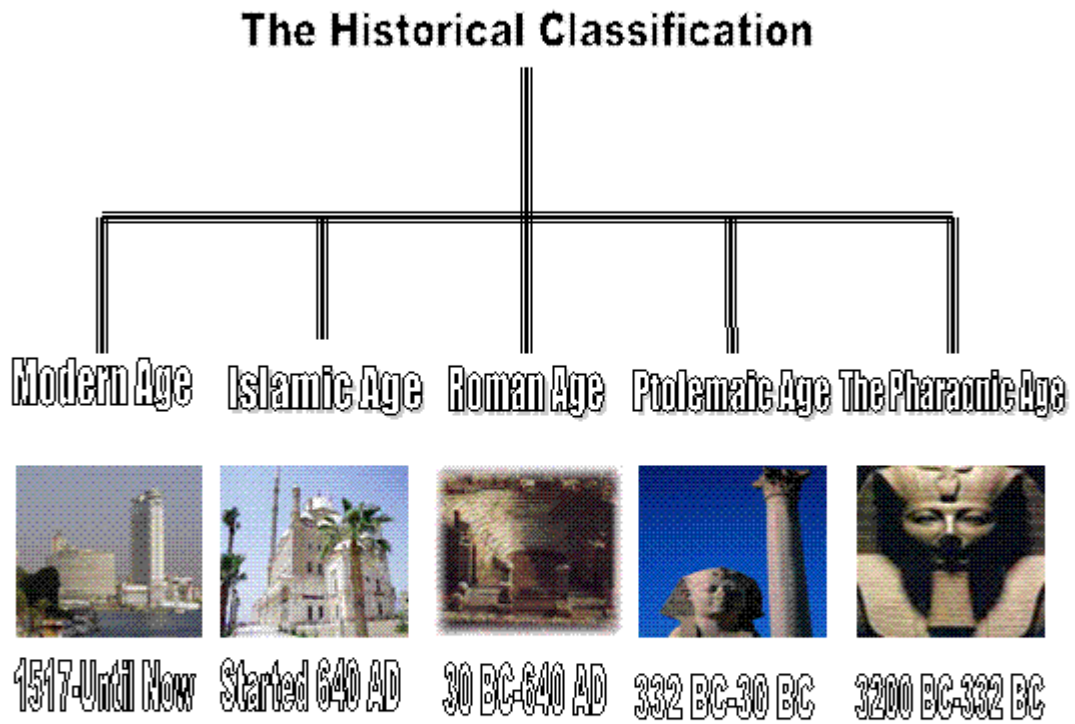 The Historical Classification
Modern Age
Islamic Age
Roman Age
Ptolemaic Age
The Pharaonic Age
1517-Until Now
Started 640 AD
30 BC-640 AD
332 BC-30 BC
3200 BC-332 BC